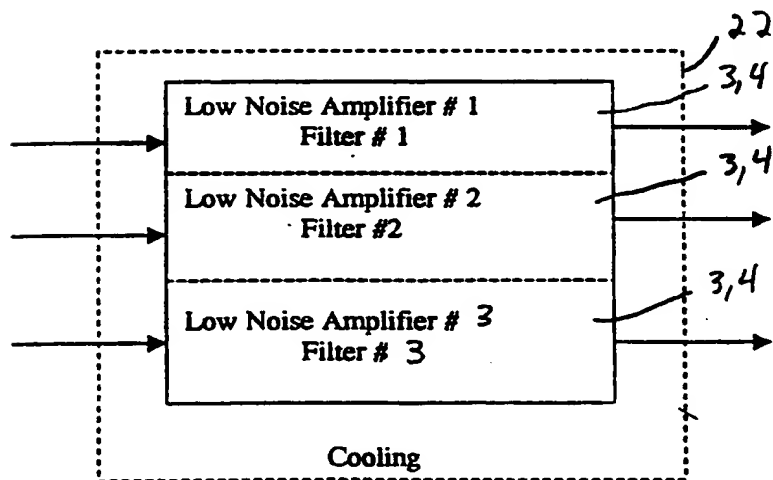 22
3,4
Low Noise Amplifier # 1
Filter # 1
3,4
Low Noise Amplifier # 2
Filter #2
3,4
Low Noise Amplifier # 3
Filter # 3
Cooling